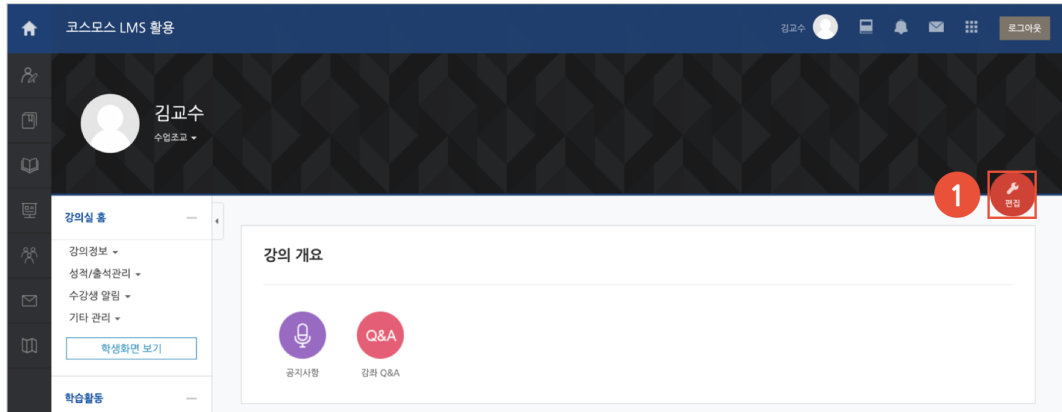 코스모스 LMS 활용
김교수
로그아웃
김교수
수업조교
1
편집
강의실 홈
강의정보
성적/출석관리
수강생 알림
기타 관리
학생화면 보기
학습활동
강의 개요
Q&A
공지사항
강좌 Q&A